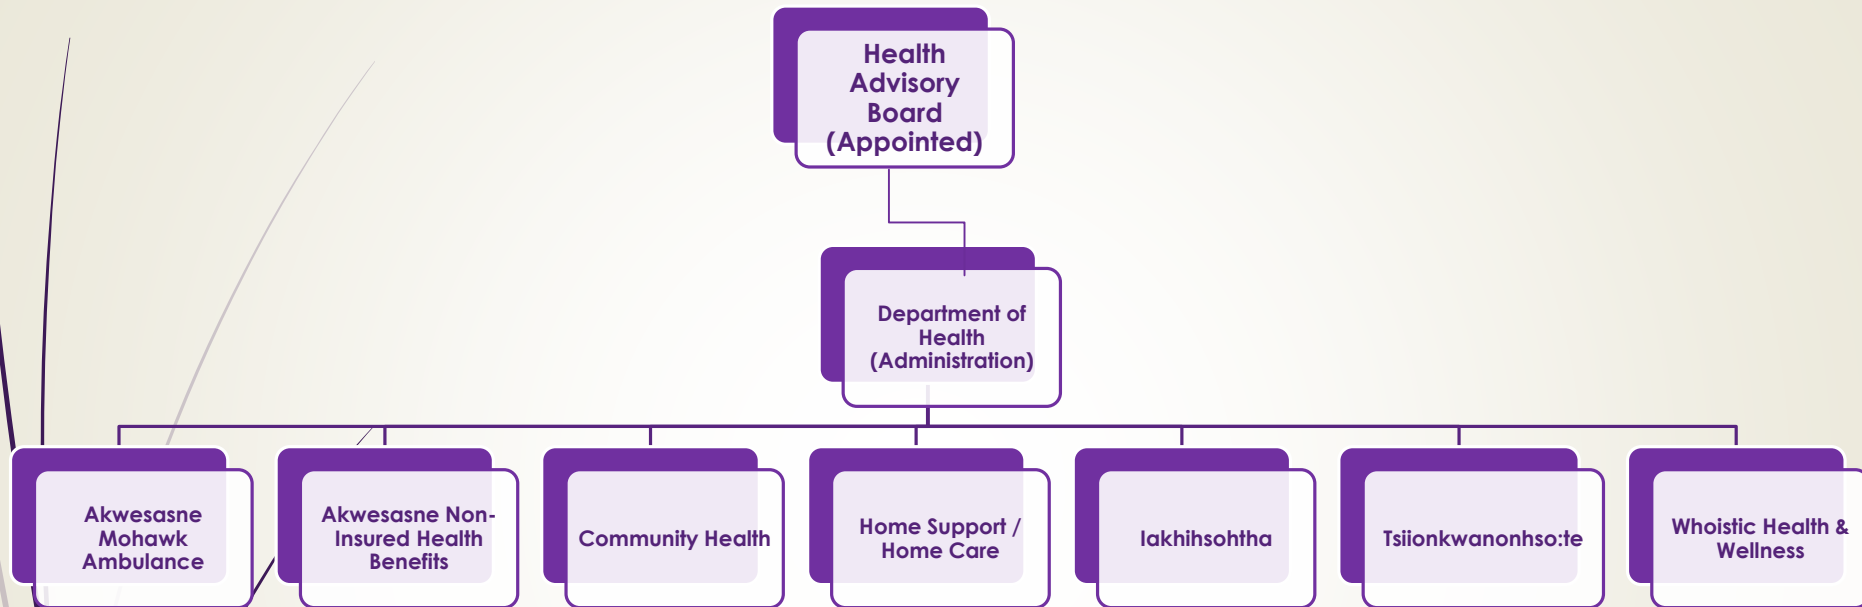 Health
Advisory
Board
(Appointed)
Department of
Health
(Administration)
Akwesasne
Mohawk
Ambulance
Akwesasne Non-
Insured Health
Benefits
Community Health
Home Support /
Home Care
Iakhihsohtha
Tsiionkwanonhso:te
Whoistic Health &
Wellness